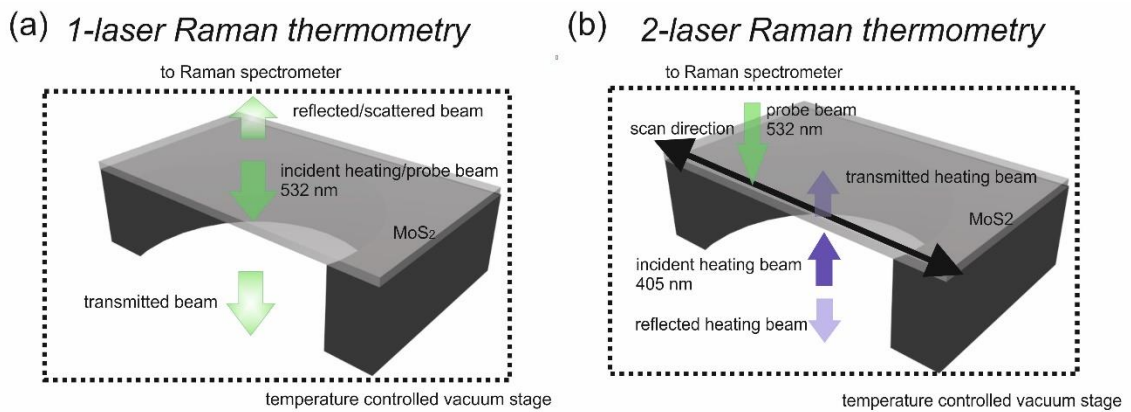 (a) 1-laser Raman thermometry
to Raman spectrometer
reflected/scattered beam
incident heating/probe beam
532 nm
MoS₂
transmitted beam
temperature controlled vacuum stage
(b) 2-laser Raman thermometry
to Raman spectrometer
probe beam
532 nm
scan direction
transmitted heating beam
MoS2
incident heating beam
405 nm
reflected heating beam
temperature controlled vacuum stage